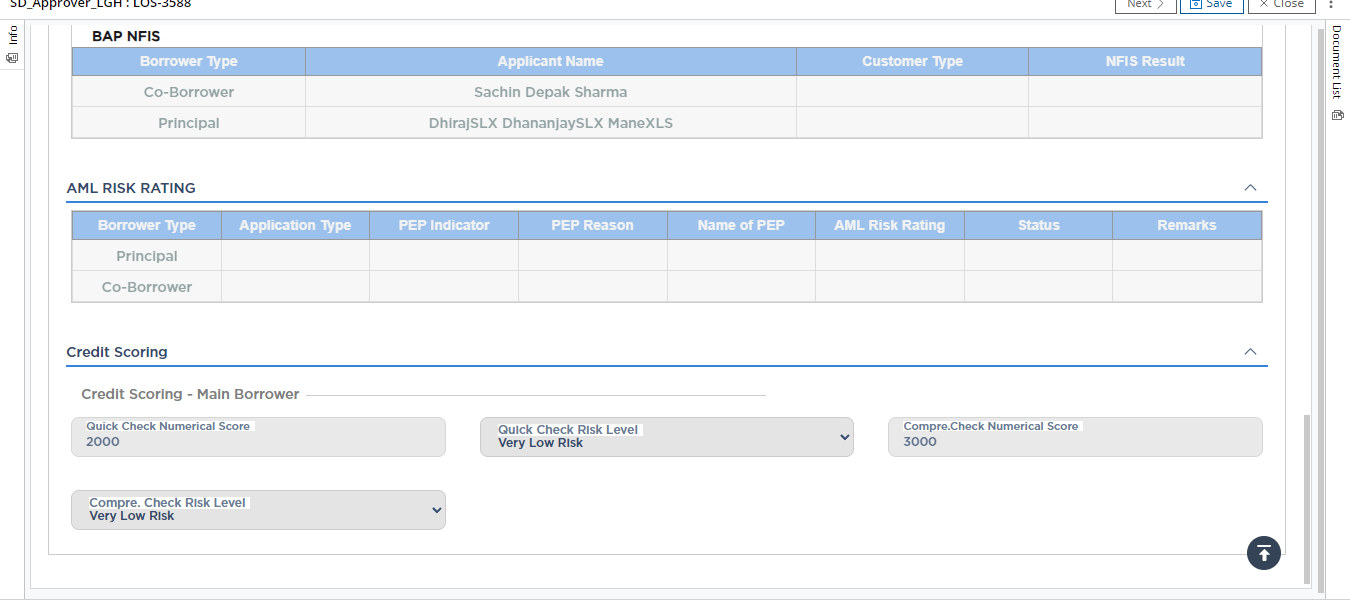 SD_Approver_LGH : LOS-3588
Next Save Close
Info
Document List
BAP NFIS
Borrower Type Applicant Name Customer Type NFIS Result
Co-Borrower Sachin Depak Sharma
Principal DhirajSLX DhananjaySLX ManeXLS
AML RISK RATING
Borrower Type Application Type PEP Indicator PEP Reason Name of PEP AML Risk Rating Status Remarks
Principal
Co-Borrower
Credit Scoring
Credit Scoring - Main Borrower
Quick Check Numerical Score Quick Check Risk Level Compre.Check Numerical Score
2000 Very Low Risk 3000
Compre. Check Risk Level
Very Low Risk